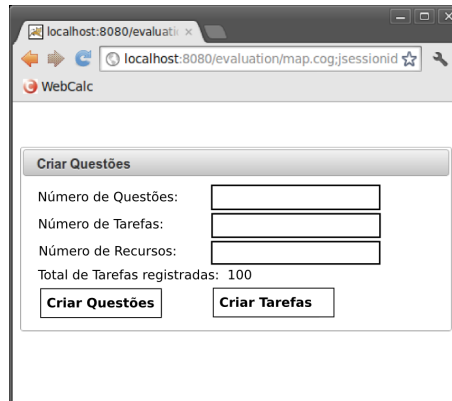 localhost:8080/evaluati
localhost:8080/evaluation/map.cog;jsessionid
WebCalc
Criar Questões
Número de Questões:
Número de Tarefas:
Número de Recursos:
Total de Tarefas registradas: 100
Criar Questões Criar Tarefas